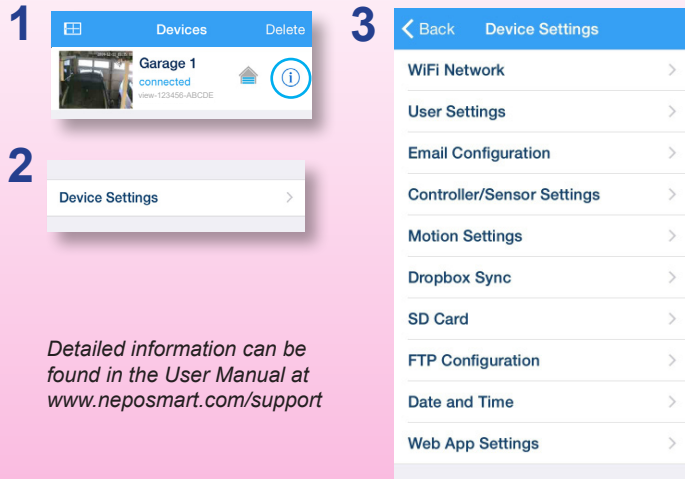 1
Devices
Delete
Garage 1
connected
view-123456-ABCDE
2
Device Settings
Detailed information can be
found in the User Manual at
www.neposmart.com/support
3
Back
Device Settings
WiFi Network
User Settings
Email Configuration
Controller/Sensor Settings
Motion Settings
Dropbox Sync
SD Card
FTP Configuration
Date and Time
Web App Settings